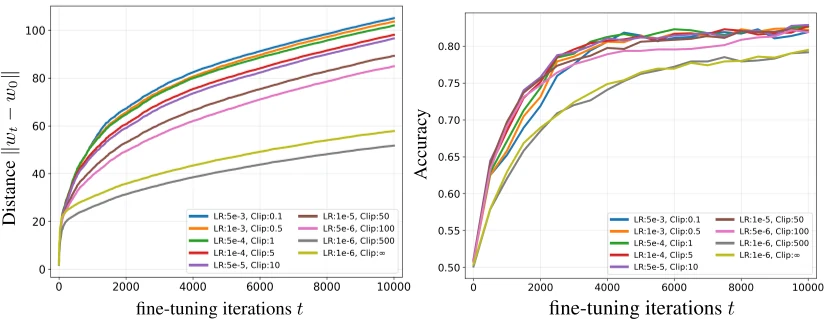 Distance ||w_t − w_0||
100
80
60
40
20
0
LR:5e-3, Clip:0.1
LR:1e-3, Clip:0.5
LR:5e-4, Clip:1
LR:1e-4, Clip:5
LR:5e-5, Clip:10
LR:1e-5, Clip:50
LR:5e-6, Clip:100
LR:1e-6, Clip:500
LR:1e-6, Clip:∞
0 2000 4000 6000 8000 10000
fine-tuning iterations t
Accuracy
0.80
0.75
0.70
0.65
0.60
0.55
0.50
LR:5e-3, Clip:0.1
LR:1e-3, Clip:0.5
LR:5e-4, Clip:1
LR:1e-4, Clip:5
LR:5e-5, Clip:10
LR:1e-5, Clip:50
LR:5e-6, Clip:100
LR:1e-6, Clip:500
LR:1e-6, Clip:∞
0 2000 4000 6000 8000 10000
fine-tuning iterations t